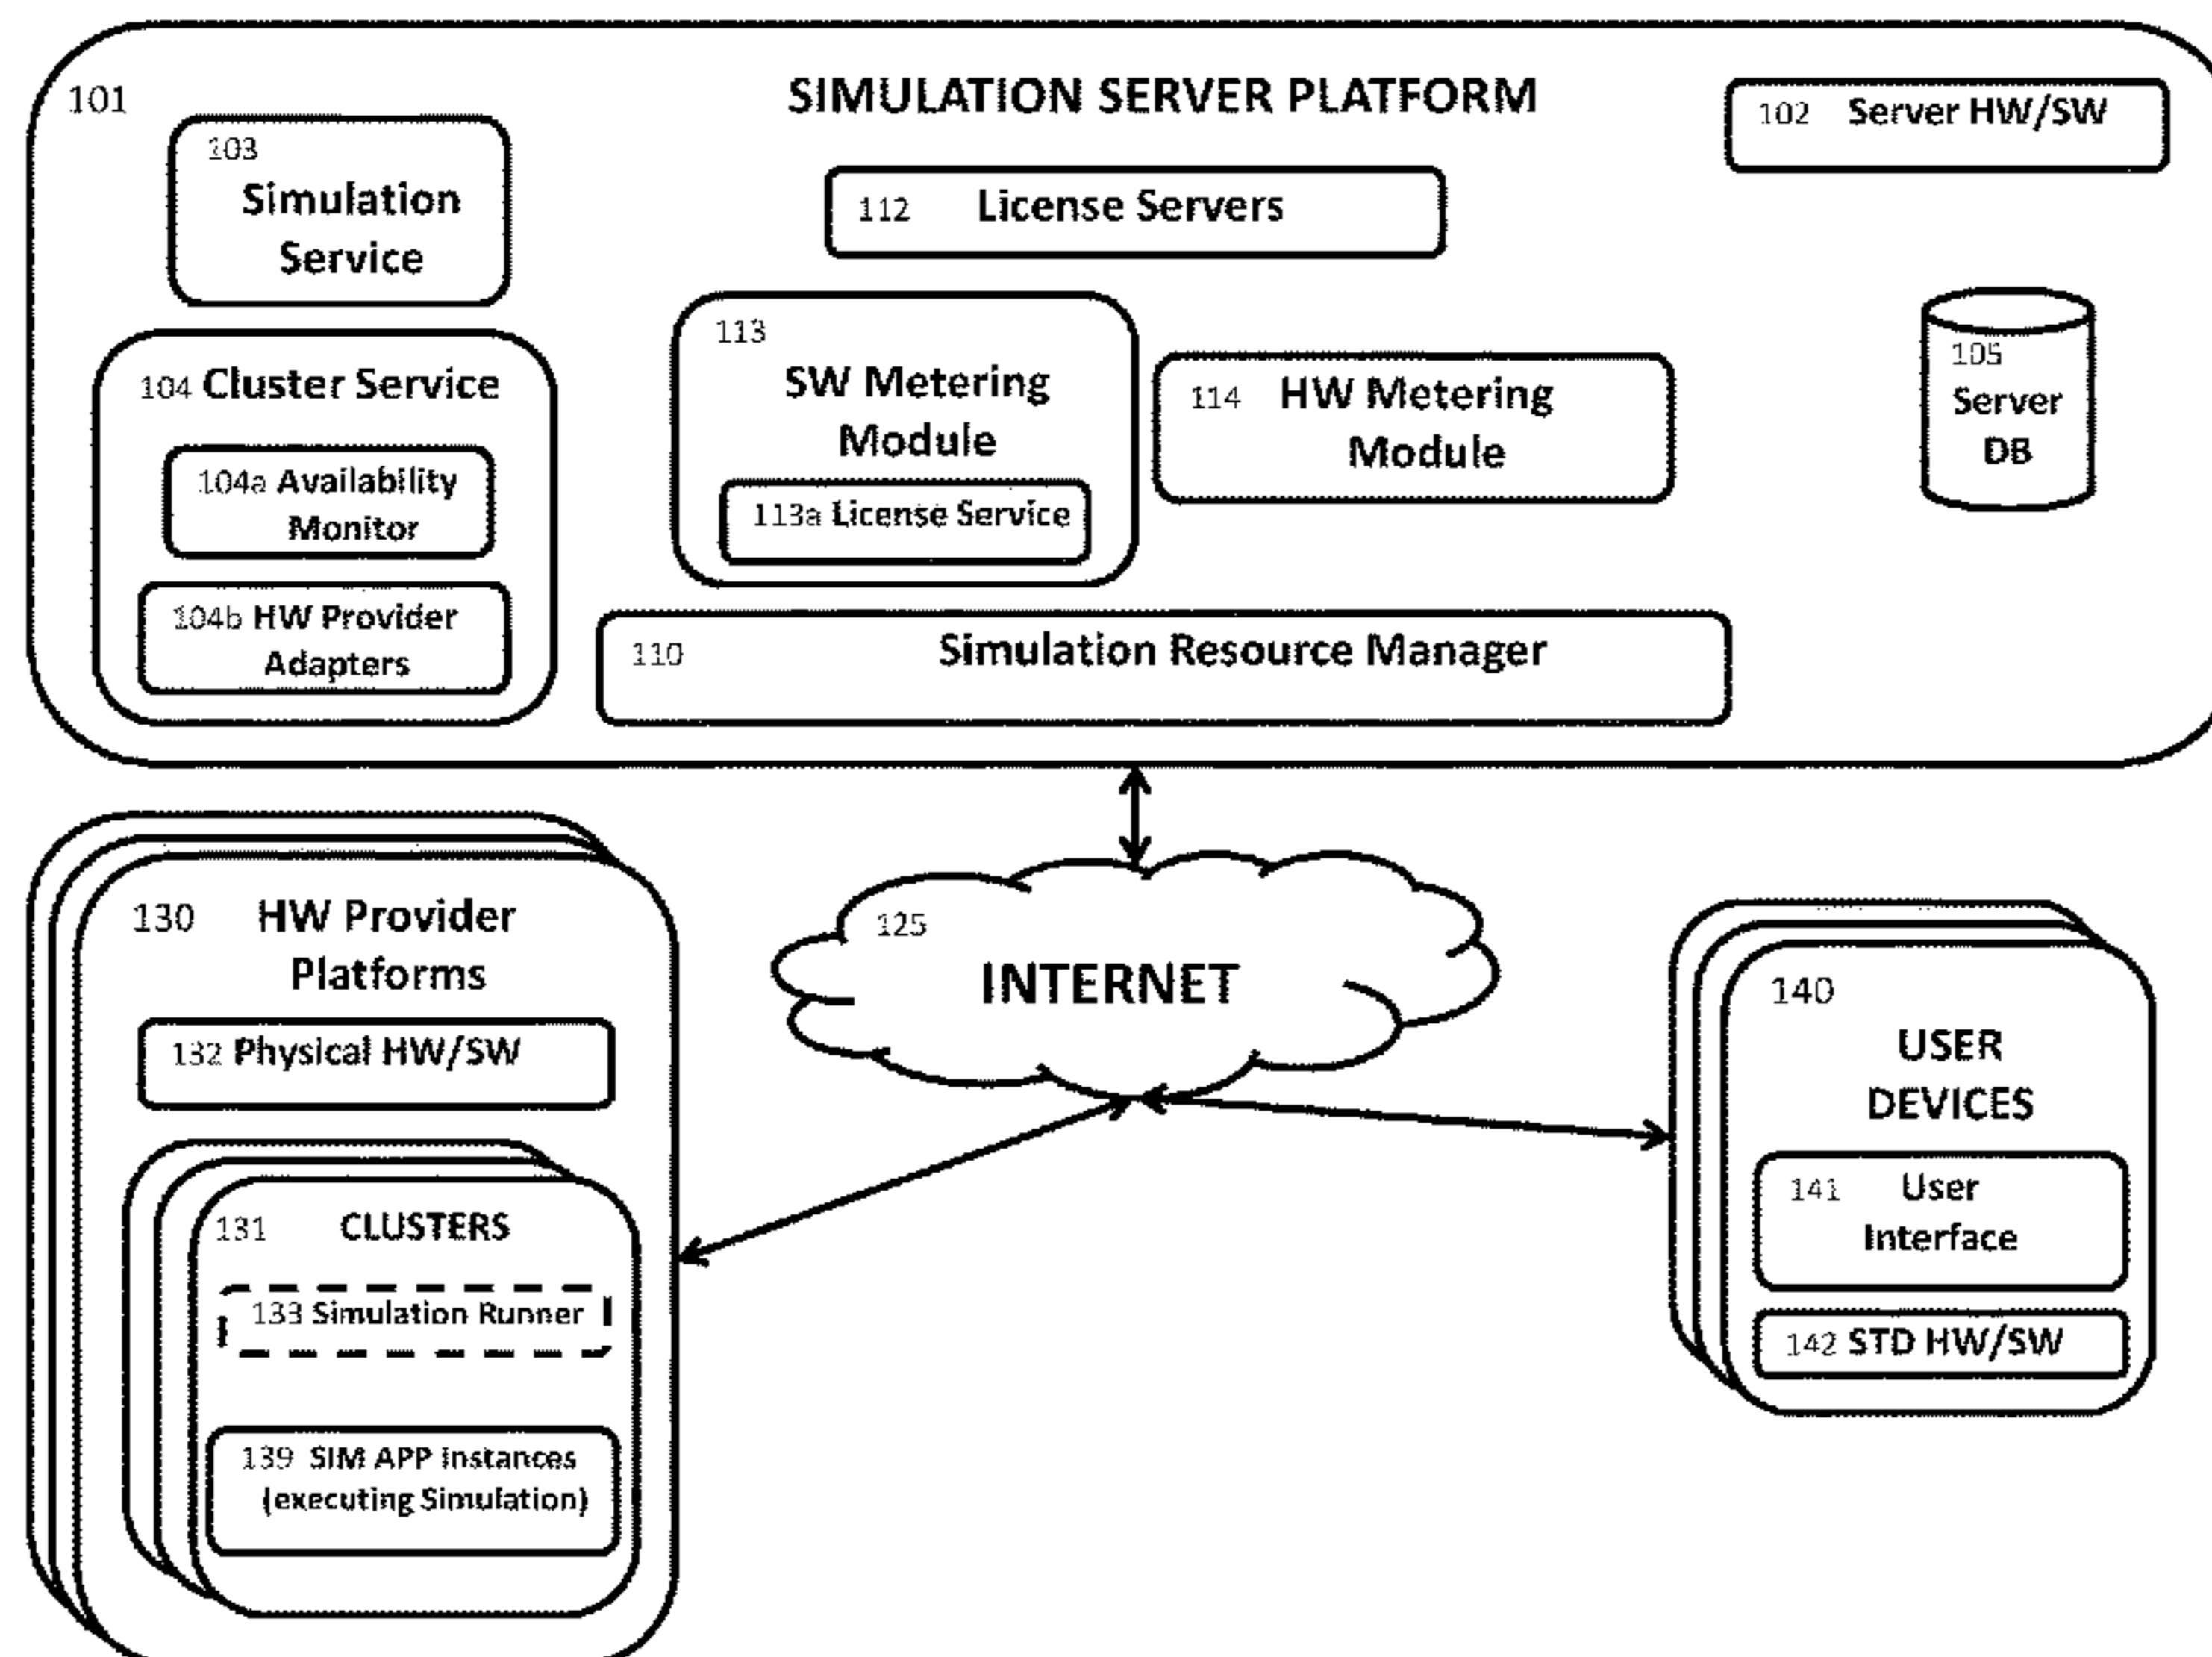 101
SIMULATION SERVER PLATFORM
102 Server HW/SW
103
Simulation
Service
112 License Servers
104 Cluster Service
104a Availability
Monitor
104b HW Provider
Adapters
113
SW Metering
Module
113a License Service
114 HW Metering
Module
105
Server
DB
110 Simulation Resource Manager
130 HW Provider
Platforms
132 Physical HW/SW
131 CLUSTERS
133 Simulation Runner
139 SIM APP instances
(executing Simulation)
125
INTERNET
140
USER
DEVICES
141 User
Interface
142 STD HW/SW